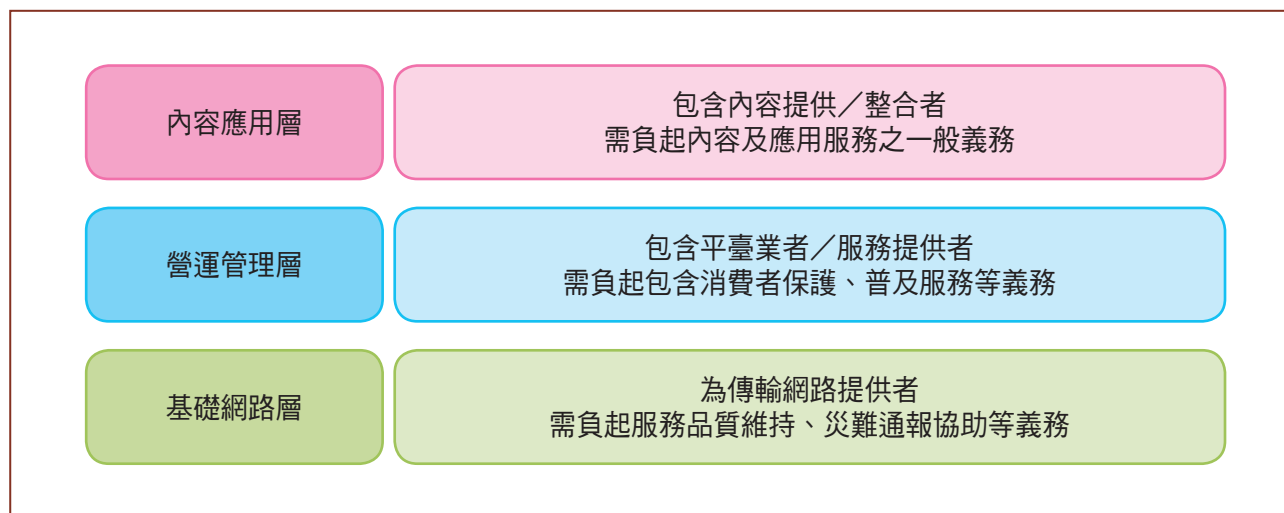 內容應用層
包含內容提供／整合者
需負起內容及應用服務之一般義務
營運管理層
包含平臺業者／服務提供者
需負起包含消費者保護、普及服務等義務
基礎網路層
為傳輸網路提供者
需負起服務品質維持、災難通報協助等義務